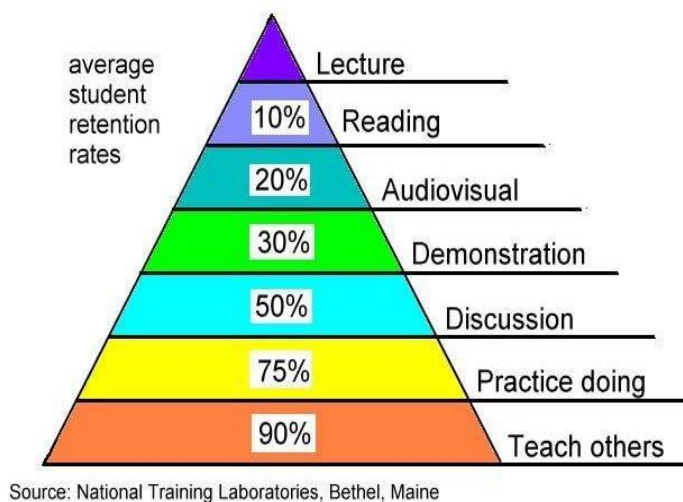 average
student
retention
rates
Lecture
10% Reading
20% Audiovisual
30% Demonstration
50% Discussion
75% Practice doing
90% Teach others
Source: National Training Laboratories, Bethel, Maine